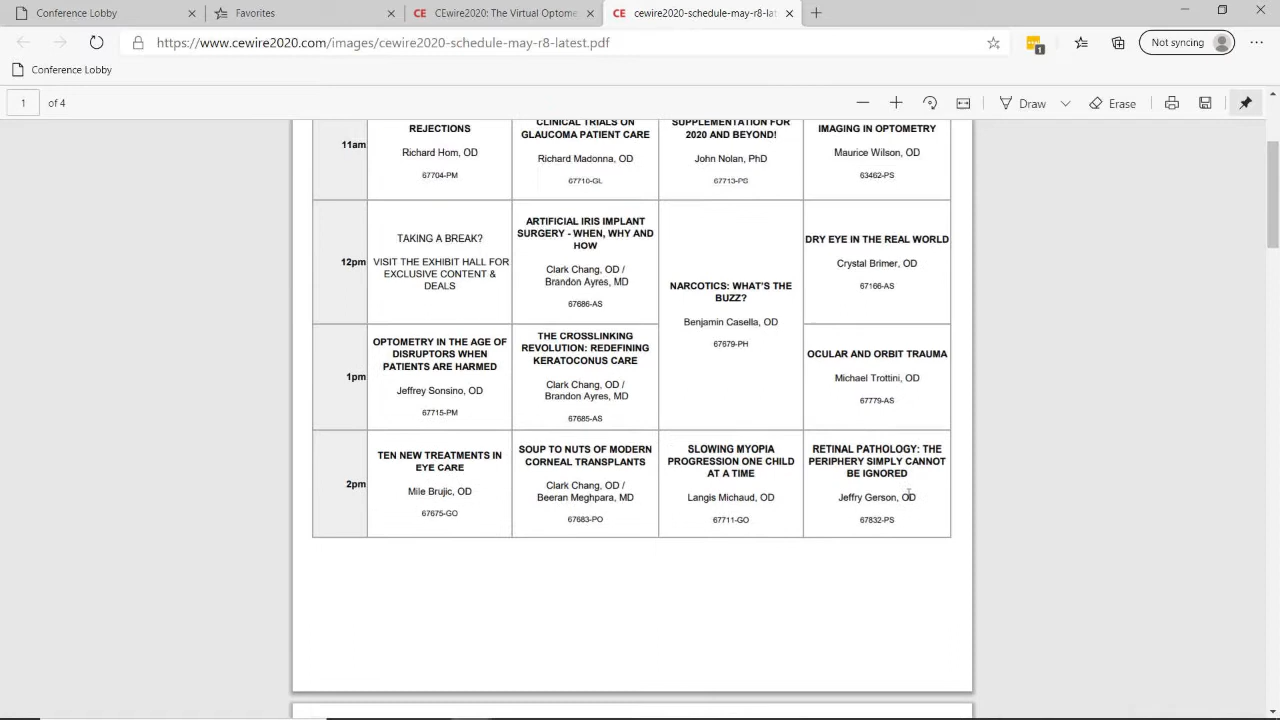 Conference Lobby
Favorites
CE CEwire2020: The Virtual Optome
CE cewire2020-schedule-may-r8-lat
https://www.cewire2020.com/images/cewire2020-schedule-may-r8-latest.pdf
1
Not syncing
Conference Lobby
1 of 4
Draw
Erase
11am
REJECTIONS
Richard Hom, OD
67704-PM
CLINICAL TRIALS ON
GLAUCOMA PATIENT CARE
Richard Madonna, OD
67710-GL
SUPPLEMENTATION FOR
2020 AND BEYOND!
John Nolan, PhD
67713-PS
IMAGING IN OPTOMETRY
Maurice Wilson, OD
63462-PS
12pm
TAKING A BREAK?
VISIT THE EXHIBIT HALL FOR
EXCLUSIVE CONTENT &
DEALS
ARTIFICIAL IRIS IMPLANT
SURGERY - WHEN, WHY AND
HOW
Clark Chang, OD /
Brandon Ayres, MD
67686-AS
NARCOTICS: WHAT'S THE
BUZZ?
Benjamin Casella, OD
67679-PH
DRY EYE IN THE REAL WORLD
Crystal Brimer, OD
67166-AS
1pm
OPTOMETRY IN THE AGE OF
DISRUPTORS WHEN
PATIENTS ARE HARMED
Jeffrey Sonsino, OD
67715-PM
THE CROSSLINKING
REVOLUTION: REDEFINING
KERATOCONUS CARE
Clark Chang, OD /
Brandon Ayres, MD
67685-AS
OCULAR AND ORBIT TRAUMA
Michael Trottini, OD
67779-AS
2pm
TEN NEW TREATMENTS IN
EYE CARE
Mile Brujic, OD
67675-GO
SOUP TO NUTS OF MODERN
CORNEAL TRANSPLANTS
Clark Chang, OD /
Beeran Meghpara, MD
67683-PO
SLOWING MYOPIA
PROGRESSION ONE CHILD
AT A TIME
Langis Michaud, OD
67711-GO
RETINAL PATHOLOGY: THE
PERIPHERY SIMPLY CANNOT
BE IGNORED
Jeffry Gerson, OD
67832-PS